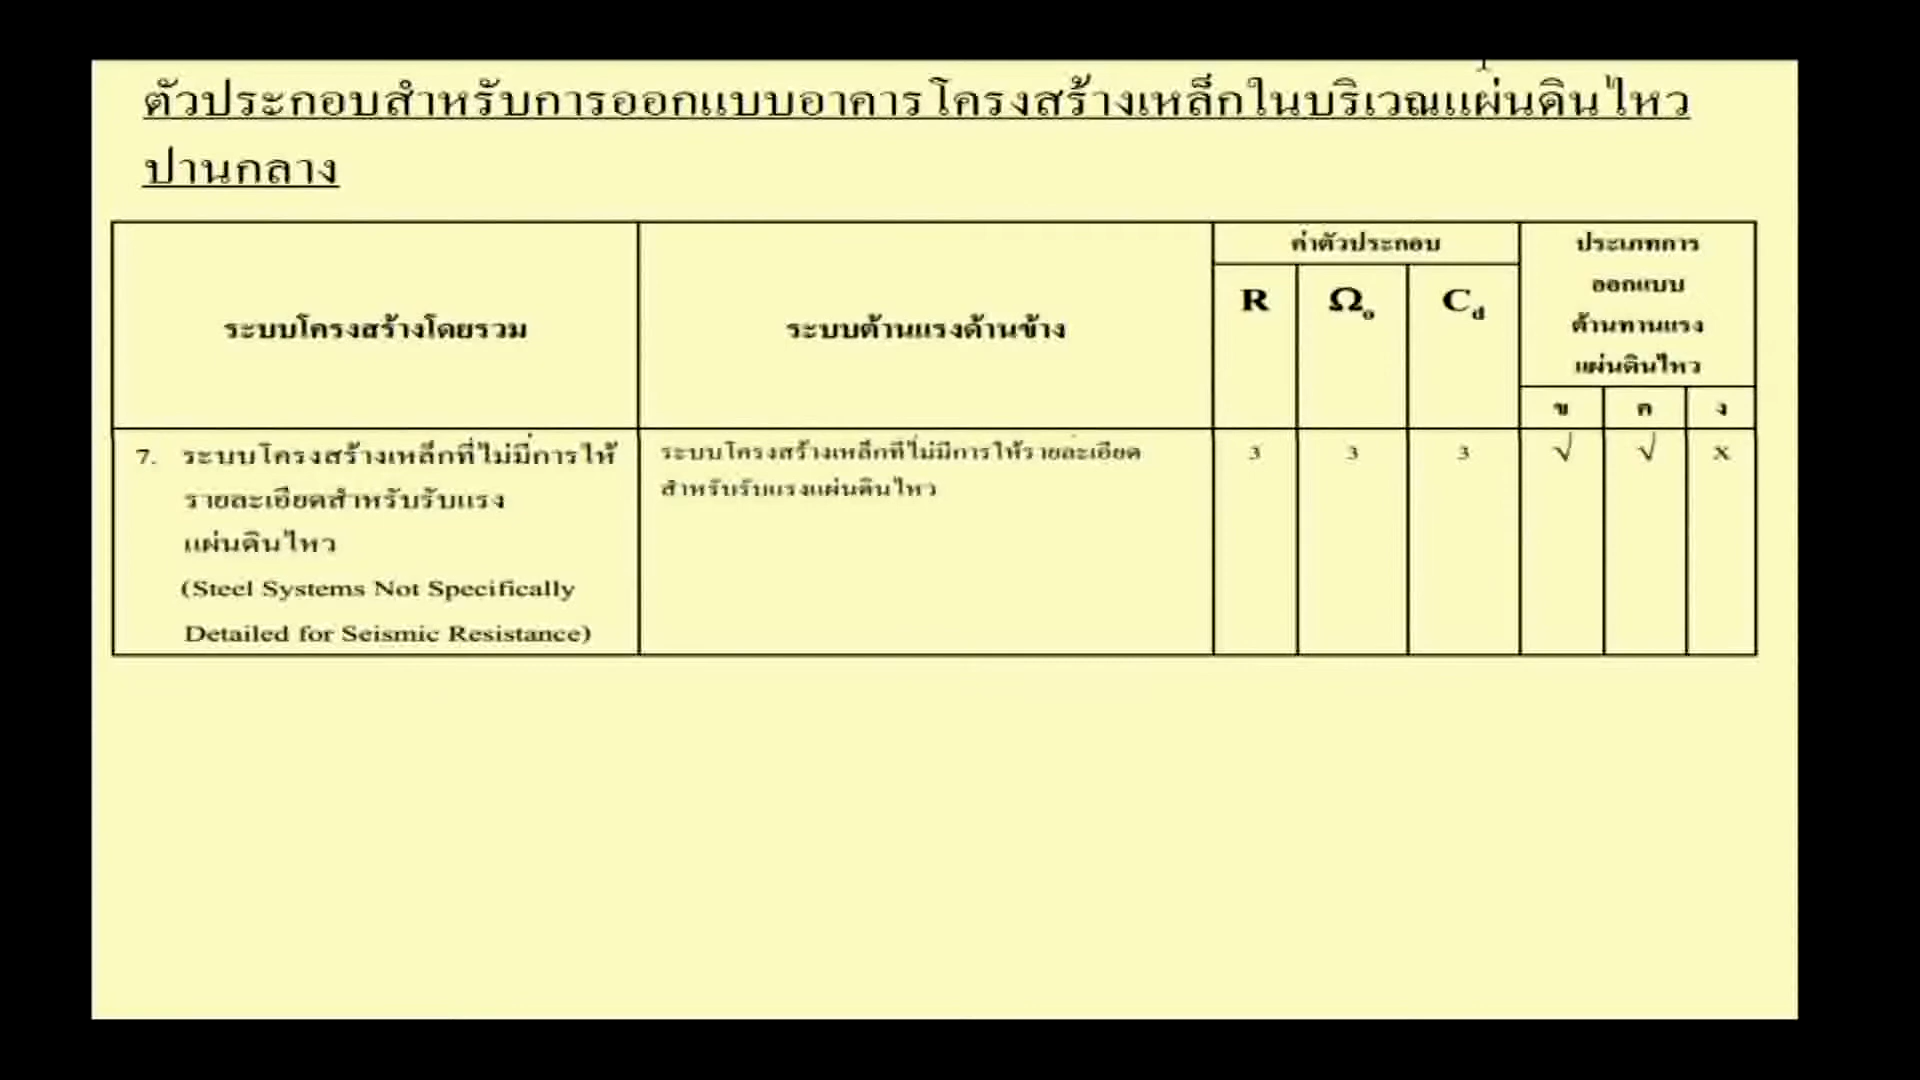 ตัวประกอบสำหรับการออกแบบอาคารโครงสร้างเหล็กในบริเวณแผ่นดินไหว
ปานกลาง
ระบบโครงสร้างโดยรวม
ระบบต้านแรงด้านข้าง
ค่าตัวประกอบ
R
Ωo
Cd
ประเภทการ
ออกแบบ
ต้านทานแรง
แผ่นดินไหว
ข
ค
ง
7. ระบบโครงสร้างเหล็กที่ไม่มีการให้
รายละเอียดสำหรับรับแรง
แผ่นดินไหว
(Steel Systems Not Specifically
Detailed for Seismic Resistance)
ระบบโครงสร้างเหล็กที่ไม่มีการให้รายละเอียด
สำหรับรับแรงแผ่นดินไหว
3
3
3
√
√
X